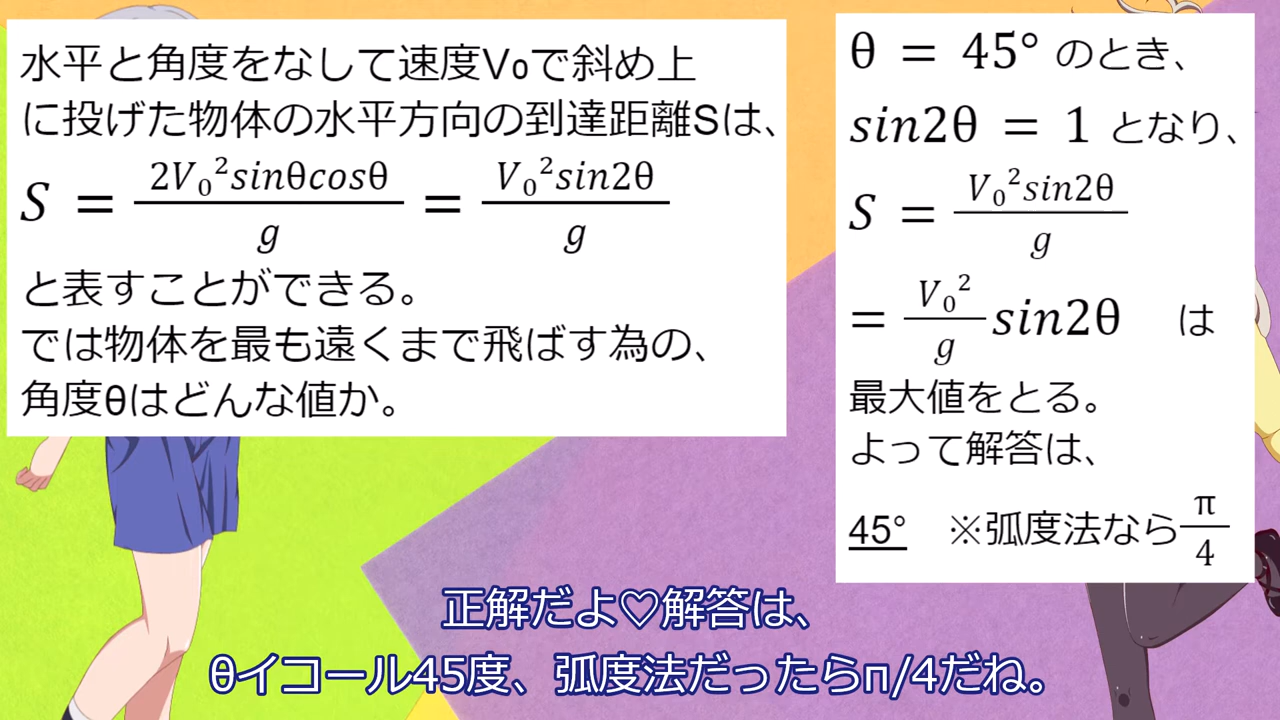 水平と角度をなして速度V₀で斜め上
に投げた物体の水平方向の到達距離Sは、
S = 2V₀²sinθcosθ/g = V₀²sin2θ/g
と表すことができる。
では物体を最も遠くまで飛ばす為の、
角度θはどんな値か。
θ = 45° のとき、
sin2θ = 1 となり、
S = V₀²sin2θ/g
= V₀²/g sin2θ は
最大値をとる。
よって解答は、
45° ※弧度法ならπ/4
正解だよ♡解答は、
θイコール45度、弧度法だったらπ/4だね。